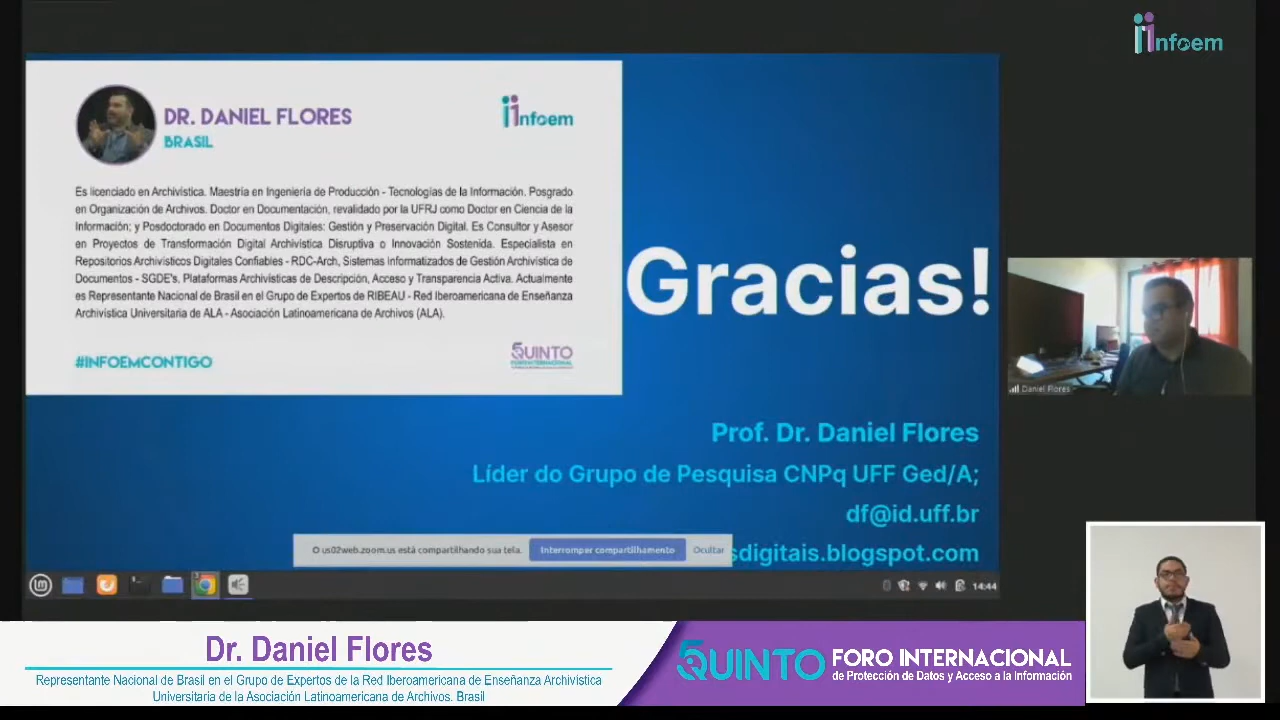 infoem
DR. DANIEL FLORES
BRASIL
infoem
Es licenciado en Archivística. Maestría en Ingeniería de Producción - Tecnologías de la Información. Posgrado
en Organización de Archivos. Doctor en Documentación, revalidado por la UFRJ como Doctor en Ciencia de la
Información; y Posdoctorado en Documentos Digitales: Gestión y Preservación Digital. Es Consultor y Asesor
en Proyectos de Transformación Digital Archivística Disruptiva o Innovación Sostenida. Especialista en
Repositorios Archivísticos Digitales Confiables - RDC-Arch, Sistemas Informatizados de Gestión Archivística de
Documentos - SGDE's, Plataformas Archivísticas de Descripción, Acceso y Transparencia Activa. Actualmente
es Representante Nacional de Brasil en el Grupo de Expertos de RIBEAU - Red Iberoamericana de Enseñanza
Archivística Universitaria de ALA - Asociación Latinoamericana de Archivos (ALA).
#INFOEMCONTIGO
QUINTO
FORO INTERNACIONAL
Gracias!
Daniel Flores
Prof. Dr. Daniel Flores
Líder do Grupo de Pesquisa CNPq UFF Ged/A;
df@id.uff.br
sdigitais.blogspot.com
O us02web.zoom.us está compartilhando sua tela.
Interromper compartilhamento
Ocultar
14:44
Dr. Daniel Flores
Representante Nacional de Brasil en el Grupo de Expertos de la Red Iberoamericana de Enseñanza Archivística
Universitaria de la Asociación Latinoamericana de Archivos. Brasil
5QUINTO
FORO INTERNACIONAL
de Protección de Datos y Acceso a la Información